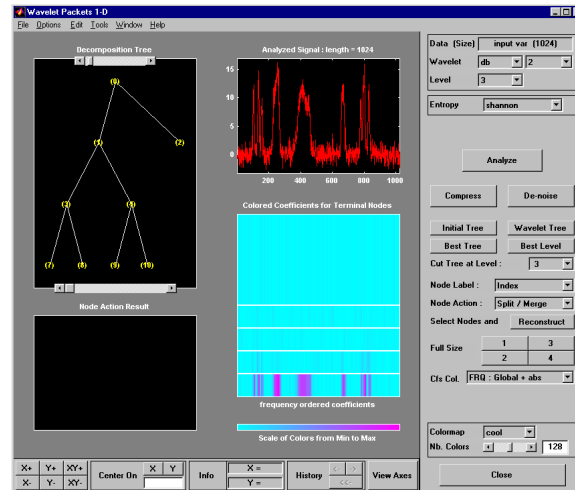 Wavelet Packets 1-D
File Options Edit Tools Window Help
Decomposition Tree
(0)
(1)
(2)
(3)
(4)
(7)
(8)
(9)
(10)
Node Action Result
Analyzed Signal : length = 1024
15
10
5
0
200 400 600 800 1000
Colored Coefficients for Terminal Nodes
frequency ordered coefficients
Scale of Colors from Min to Max
Data (Size) input var (1024)
Wavelet db 2
Level 3
Entropy shannon
Analyze
Compress De-noise
Initial Tree Wavelet Tree
Best Tree Best Level
Cut Tree at Level : 3
Node Label : Index
Node Action : Split / Merge
Select Nodes and Reconstruct
Full Size 1 3
2 4
Cfs Col. FRQ : Global + abs
Colormap cool
Nb. Colors 128
Close
X+ Y+ XY+
X- Y- XY-
Center On X Y
Info X =
Y =
History <- ->
<<-
View Axes